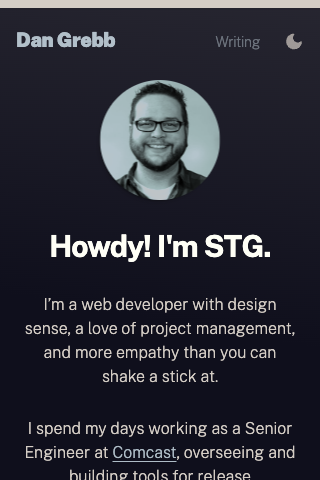 Dan Grebb
Writing
Howdy! I'm STG.
I’m a web developer with design
sense, a love of project management,
and more empathy than you can
shake a stick at.
I spend my days working as a Senior
Engineer at Comcast, overseeing and
building tools for release